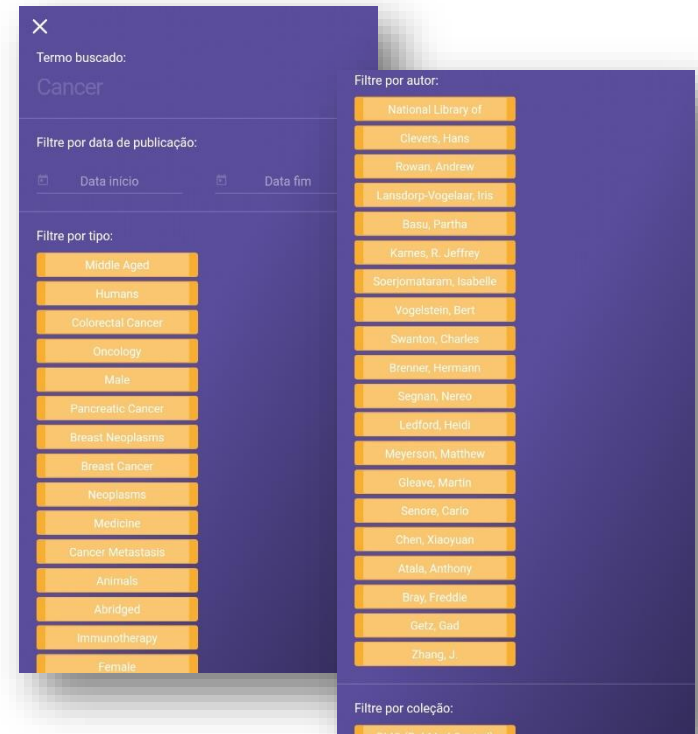 Termo buscado:
Cancer
Filtre por data de publicação:
Data início
Data fim
Filtre por tipo:
Middle Aged
Humans
Colorectal Cancer
Oncology
Male
Pancreatic Cancer
Breast Neoplasms
Breast Cancer
Neoplasms
Medicine
Cancer Metastasis
Animals
Abridged
Immunotherapy
Female
Filtre por autor:
National Library of
Clevers, Hans
Rowan, Andrew
Lansdorp-Vogelaar, Iris
Basu, Partha
Karnes, R. Jeffrey
Soerjomataram, Isabelle
Vogelstein, Bert
Swanton, Charles
Brenner, Hermann
Segnan, Nereo
Ledford, Heidi
Meyerson, Matthew
Gleave, Martin
Senore, Carlo
Chen, Xiaoyuan
Atala, Anthony
Bray, Freddie
Getz, Gad
Zhang, J.
Filtre por coleção: